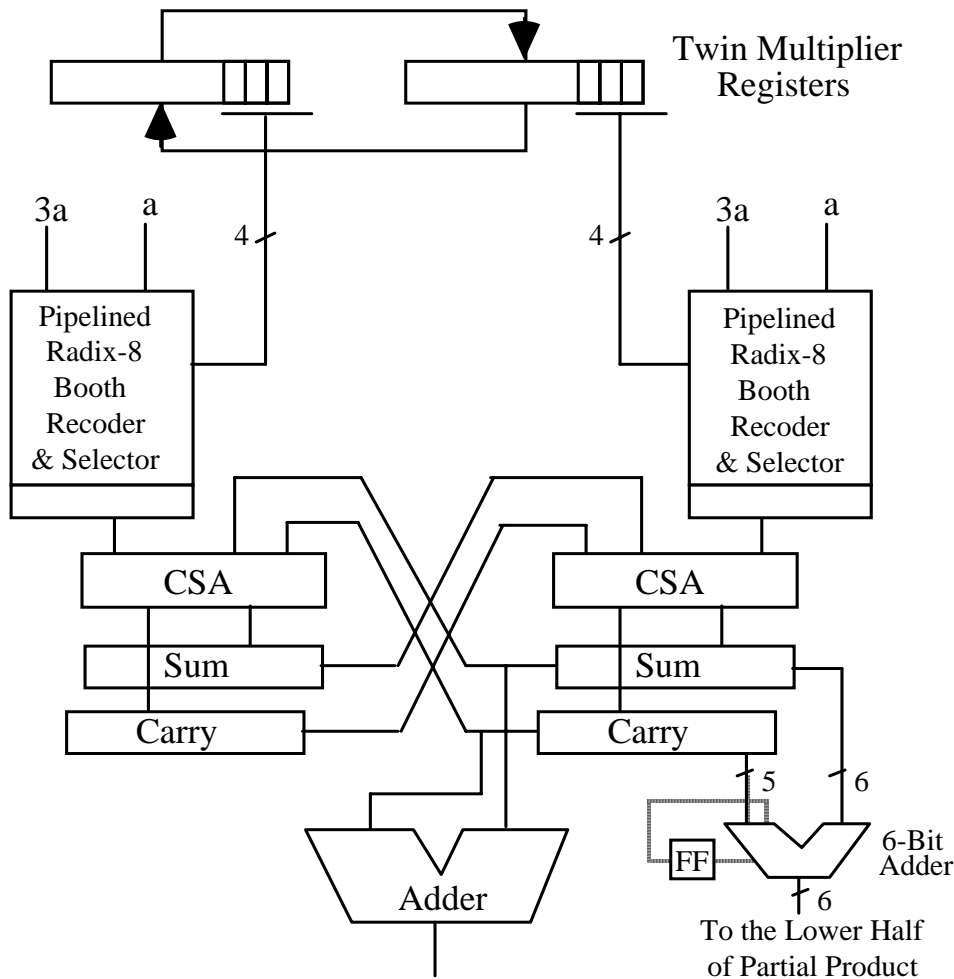 Twin Multiplier
Registers
3a
a
4
4
3a
a
Pipelined
Radix-8
Booth
Recoder
& Selector
Pipelined
Radix-8
Booth
Recoder
& Selector
CSA
CSA
Sum
Sum
Carry
Carry
5
6
FF
6-Bit
Adder
Adder
6
To the Lower Half
of Partial Product